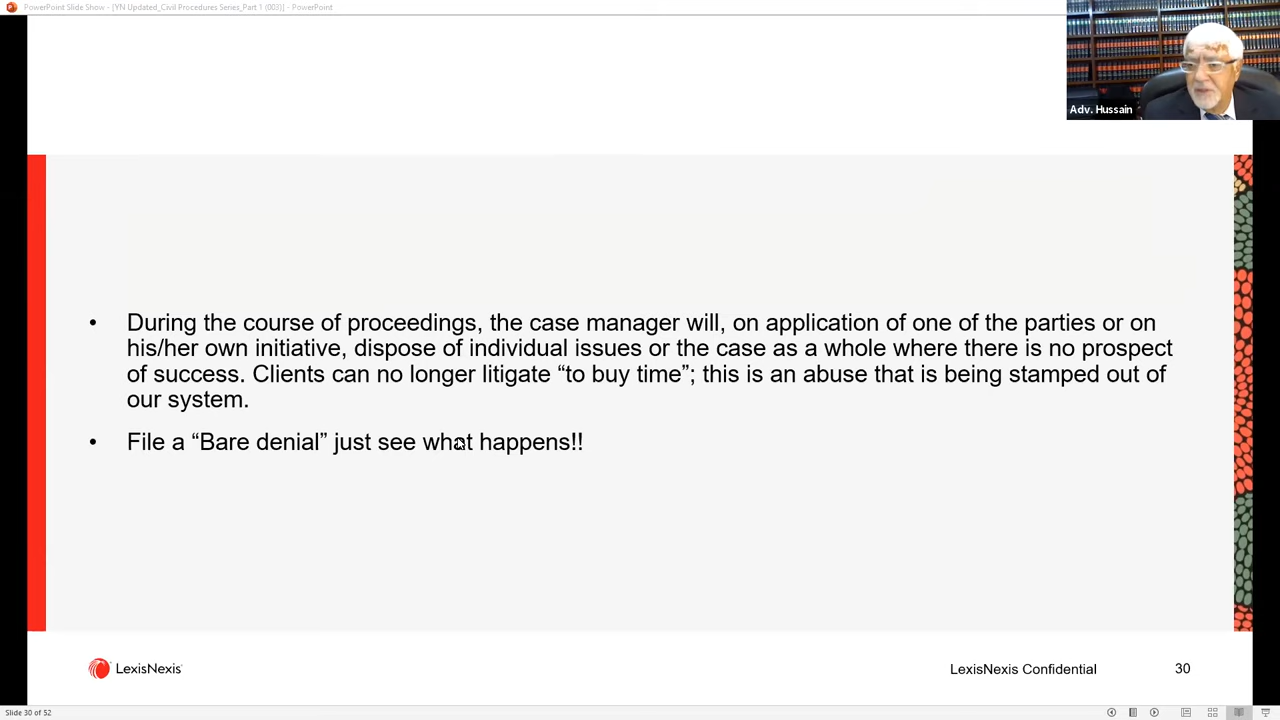 PowerPoint Slide Show - [YN Updated_Civil Procedures Series_Part 1 (003)] - PowerPoint
Adv. Hussain
• During the course of proceedings, the case manager will, on application of one of the parties or on
his/her own initiative, dispose of individual issues or the case as a whole where there is no prospect
of success. Clients can no longer litigate “to buy time”; this is an abuse that is being stamped out of
our system.
• File a “Bare denial” just see what happens!!
LexisNexis
LexisNexis Confidential
30
Slide 30 of 52